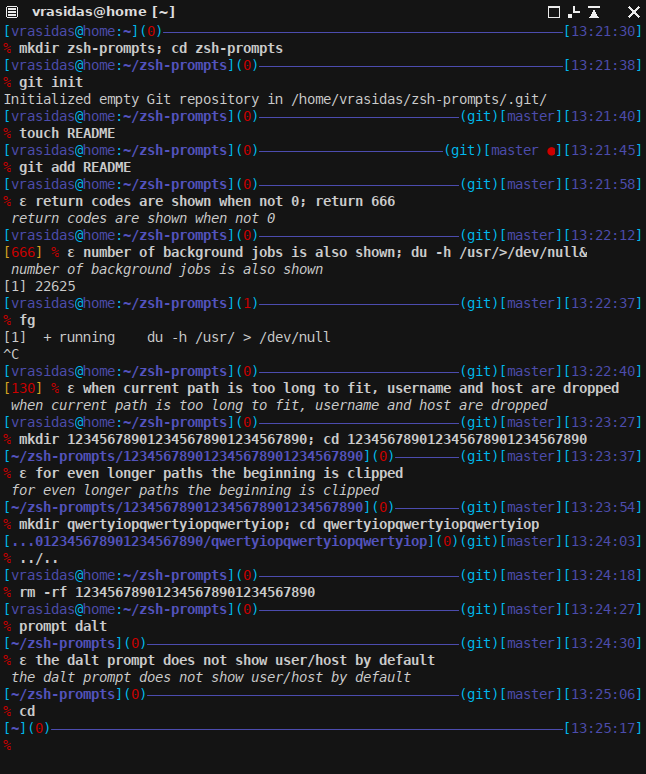 vrasidas@home [~]
[vrasidas@home:~](0)────────────────[13:21:30]
% mkdir zsh-prompts; cd zsh-prompts
[vrasidas@home:~/zsh-prompts](0)────────────────[13:21:38]
% git init
Initialized empty Git repository in /home/vrasidas/zsh-prompts/.git/
[vrasidas@home:~/zsh-prompts](0)────────────────(git)[master][13:21:40]
% touch README
[vrasidas@home:~/zsh-prompts](0)────────────────(git)[master ●][13:21:45]
% git add README
[vrasidas@home:~/zsh-prompts](0)────────────────(git)[master][13:21:58]
% ε return codes are shown when not 0; return 666
return codes are shown when not 0
[vrasidas@home:~/zsh-prompts](0)────────────────(git)[master][13:22:12]
[666] % ε number of background jobs is also shown; du -h /usr/>/dev/null&
number of background jobs is also shown
[1] 22625
[vrasidas@home:~/zsh-prompts](1)────────────────(git)[master][13:22:37]
% fg
[1]  + running    du -h /usr/ > /dev/null
^C
[vrasidas@home:~/zsh-prompts](0)────────────────(git)[master][13:22:40]
[130] % ε when current path is too long to fit, username and host are dropped
when current path is too long to fit, username and host are dropped
[vrasidas@home:~/zsh-prompts](0)────────────────(git)[master][13:23:27]
% mkdir 123456789012345678901234567890; cd 123456789012345678901234567890
[~/zsh-prompts/123456789012345678901234567890](0)────────(git)[master][13:23:37]
% ε for even longer paths the beginning is clipped
for even longer paths the beginning is clipped
[~/zsh-prompts/123456789012345678901234567890](0)────────(git)[master][13:23:54]
% mkdir qwertyiopqwertyiopqwertyiop; cd qwertyiopqwertyiopqwertyiop
[...012345678901234567890/qwertyiopqwertyiopqwertyiop](0)(git)[master][13:24:03]
% ../..
[vrasidas@home:~/zsh-prompts](0)────────────────(git)[master][13:24:18]
% rm -rf 123456789012345678901234567890
[vrasidas@home:~/zsh-prompts](0)────────────────(git)[master][13:24:27]
% prompt dalt
[~/zsh-prompts](0)────────────────(git)[master][13:24:30]
% ε the dalt prompt does not show user/host by default
the dalt prompt does not show user/host by default
[~/zsh-prompts](0)────────────────(git)[master][13:25:06]
% cd
[~](0)────────────────[13:25:17]
%